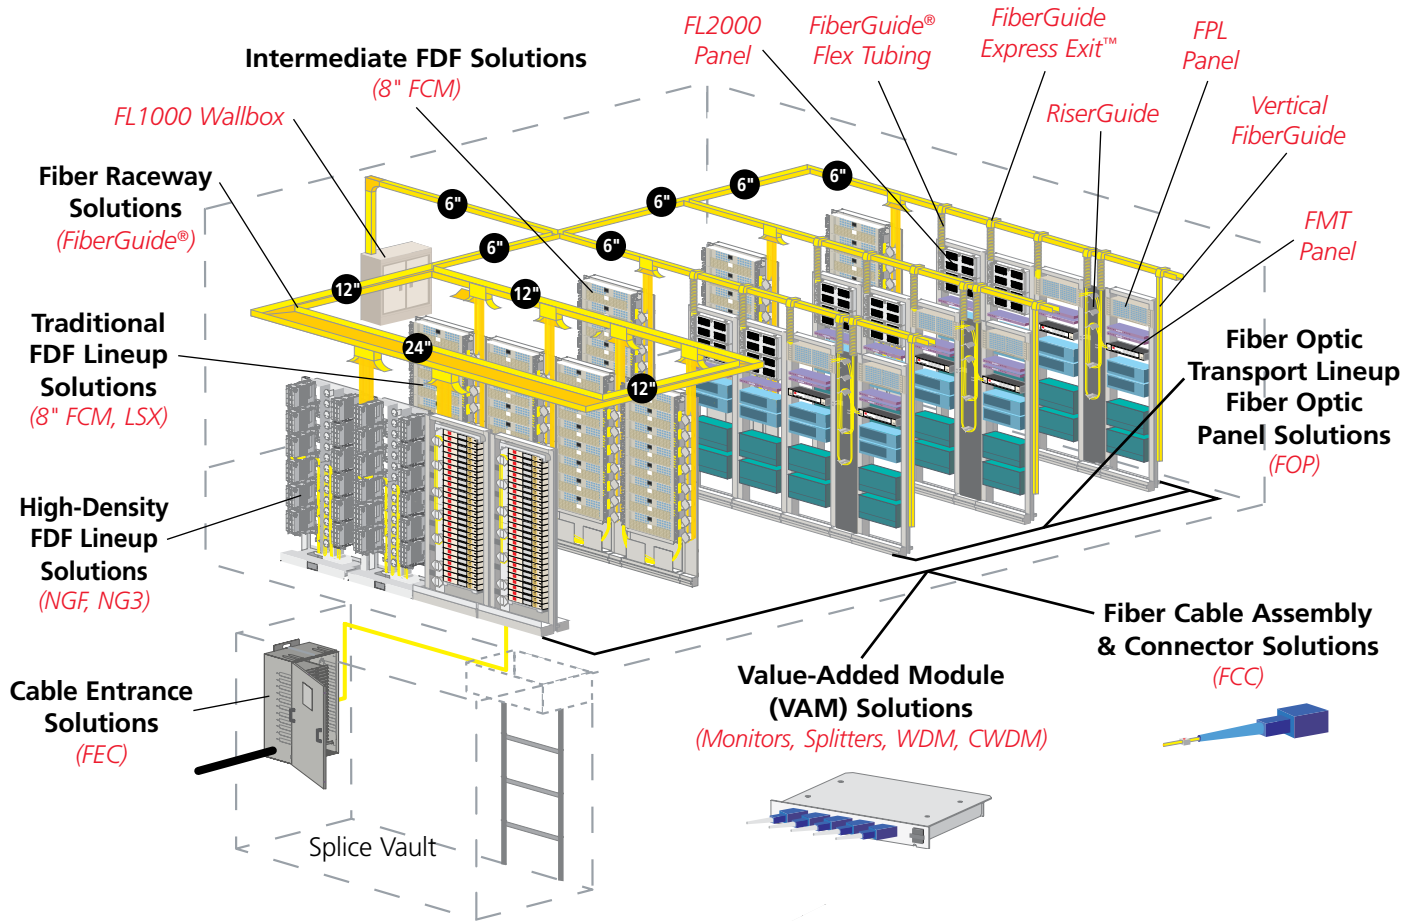 Intermediate FDF Solutions
(8" FCM)
FL1000 Wallbox
FL2000
Panel
FiberGuide®
Flex Tubing
FiberGuide
Express Exit™
FPL
Panel
RiserGuide
Vertical
FiberGuide
FMT
Panel
Fiber Raceway
Solutions
(FiberGuide®)
6"
6"
6"
6"
6"
6"
12"
12"
24"
12"
Traditional
FDF Lineup
Solutions
(8" FCM, LSX)
Fiber Optic
Transport Lineup
Fiber Optic
Panel Solutions
(FOP)
High-Density
FDF Lineup
Solutions
(NGF, NG3)
Cable Entrance
Solutions
(FEC)
Fiber Cable Assembly
& Connector Solutions
(FCC)
Value-Added Module
(VAM) Solutions
(Monitors, Splitters, WDM, CWDM)
Splice Vault